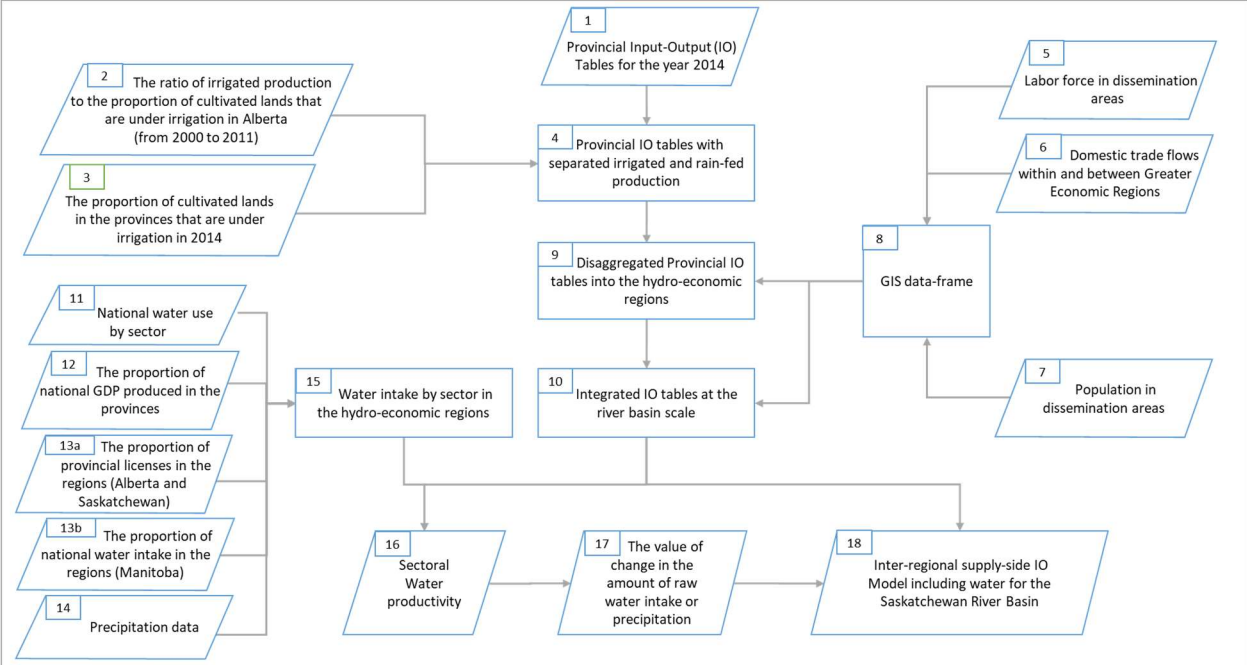 1
Provincial Input-Output (IO)
Tables for the year 2014
2
The ratio of irrigated production
to the proportion of cultivated lands that
are under irrigation in Alberta
(from 2000 to 2011)
3
The proportion of cultivated lands
in the provinces that are under
irrigation in 2014
4
Provincial IO tables with
separated irrigated and rain-fed
production
5
Labor force in dissemination
areas
6
Domestic trade flows
within and between Greater
Economic Regions
7
Population in
dissemination areas
8
GIS data-frame
9
Disaggregated Provincial IO
tables into the hydro-economic
regions
10
Integrated IO tables at the
river basin scale
11
National water use
by sector
12
The proportion of
national GDP produced in the
provinces
13a
The proportion of
provincial licenses in the
regions (Alberta and
Saskatchewan)
13b
The proportion of
national water intake in the
regions (Manitoba)
14
Precipitation data
15
Water intake by sector in
the hydro-economic regions
16
Sectoral
Water
productivity
17
The value of
change in the
amount of raw
water intake or
precipitation
18
Inter-regional supply-side IO
Model including water for the
Saskatchewan River Basin